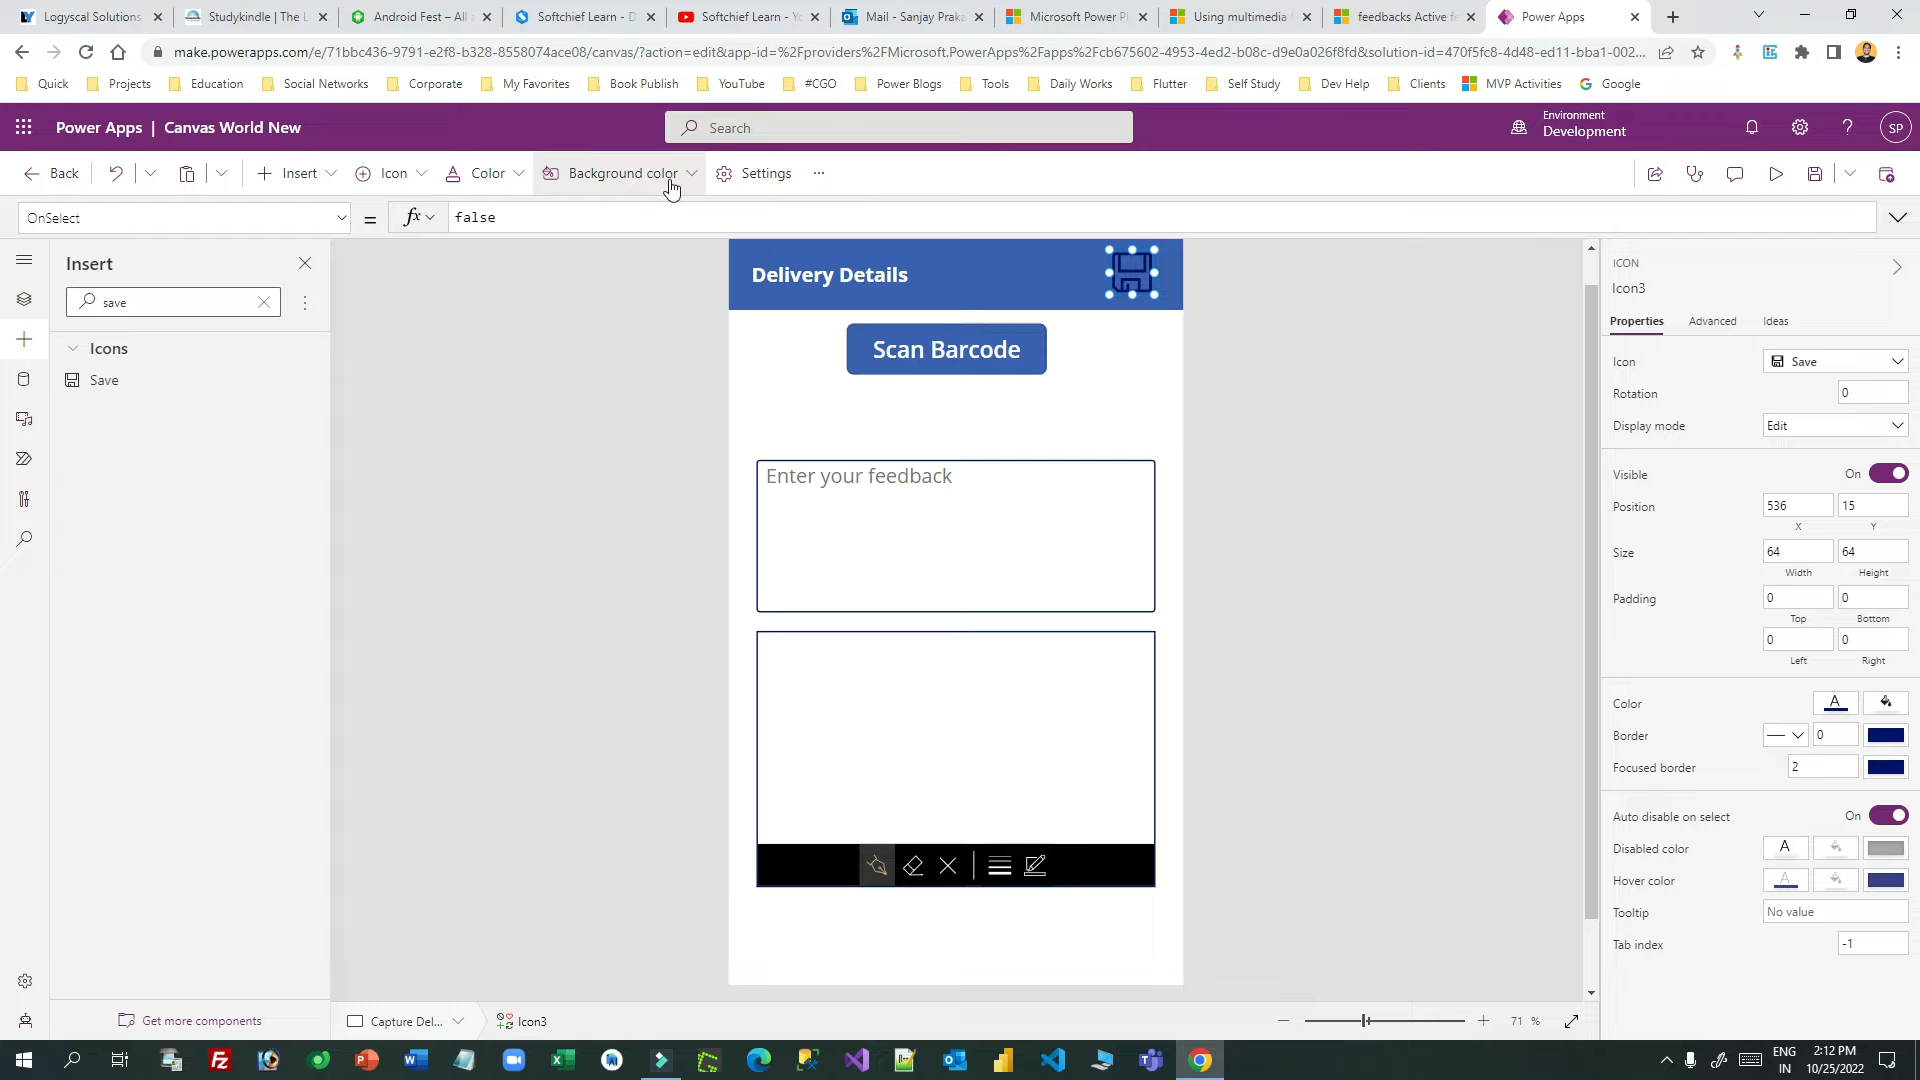 Logyscal Solutions
Studykindle | The L
Android Fest – All
Softchief Learn - D
Softchief Learn - Yo
Mail - Sanjay Praka
Microsoft Power P
Using multimedia
feedbacks Active fe
Power Apps
make.powerapps.com/e/71bbc436-9791-e2f8-b328-8558074ace08/canvas/?action=edit&app-id=%2Fproviders%2FMicrosoft.PowerApps%2Fapps%2Fcb675602-4953-4ed2-b08c-d9e0a026f8fd&solution-id=470f5fc8-4d48-ed11-bba1-002...
Quick
Projects
Education
Social Networks
Corporate
My Favorites
Book Publish
YouTube
#CGO
Power Blogs
Tools
Daily Works
Flutter
Self Study
Dev Help
Clients
MVP Activities
Google
Power Apps | Canvas World New
Search
Environment
Development
SP
Back
Insert
Icon
Color
Background color
Settings
OnSelect
=
fx
false
Insert
save
Icons
Save
Get more components
Delivery Details
Scan Barcode
Enter your feedback
Capture Del...
Icon3
71 %
ICON
Icon3
Properties
Advanced
Ideas
Icon
Save
Rotation
0
Display mode
Edit
Visible
On
Position
536
15
X
Y
Size
64
64
Width
Height
Padding
0
0
Top
Bottom
0
0
Left
Right
Color
A
Border
0
Focused border
2
Auto disable on select
On
Disabled color
A
Hover color
A
Tooltip
No value
Tab index
-1
ENG
IN
2:12 PM
10/25/2022